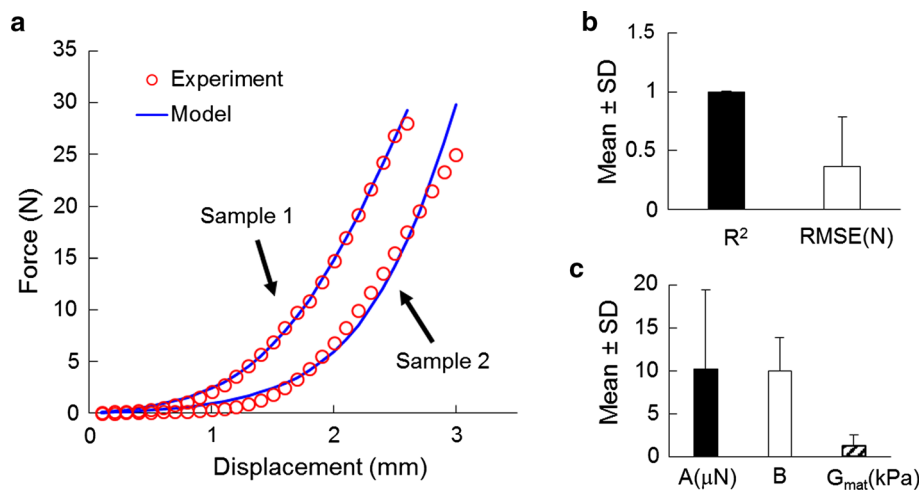 a
35
30
25
20
15
10
5
0
0
1
2
3
Force (N)
Displacement (mm)
Experiment
Model
Sample 1
Sample 2
b
1.5
1
0.5
0
Mean ± SD
R²
RMSE(N)
c
20
15
10
5
0
Mean ± SD
A(μN)
B
Gmat(kPa)